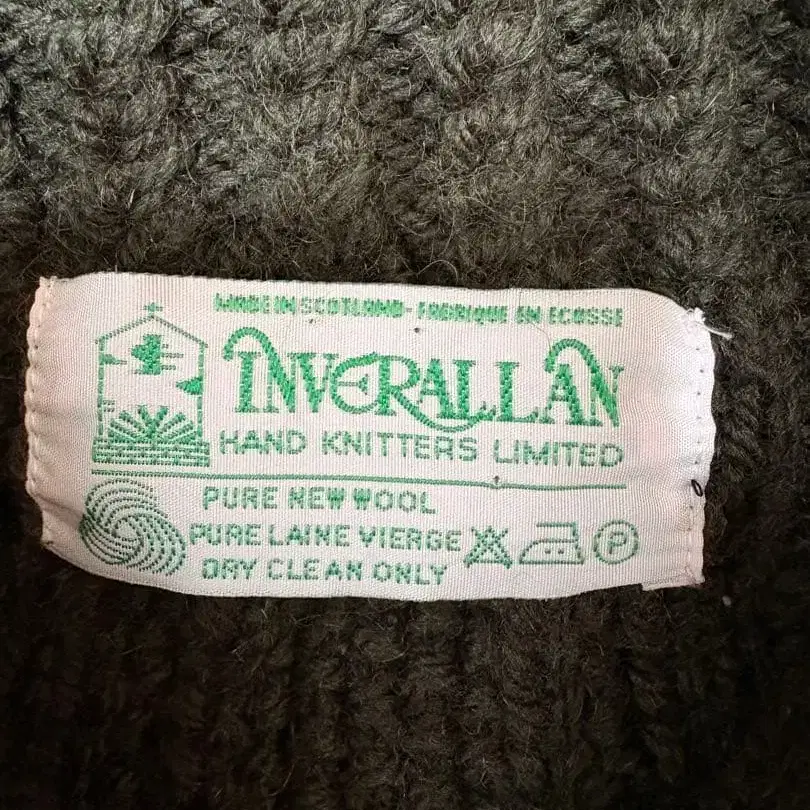 MADE IN SCOTLAND - FABRIQUE EN ECOSSE
INVERALLAN
HAND KNITTERS LIMITED
PURE NEW WOOL
PURE LAINE VIERGE
DRY CLEAN ONLY
P